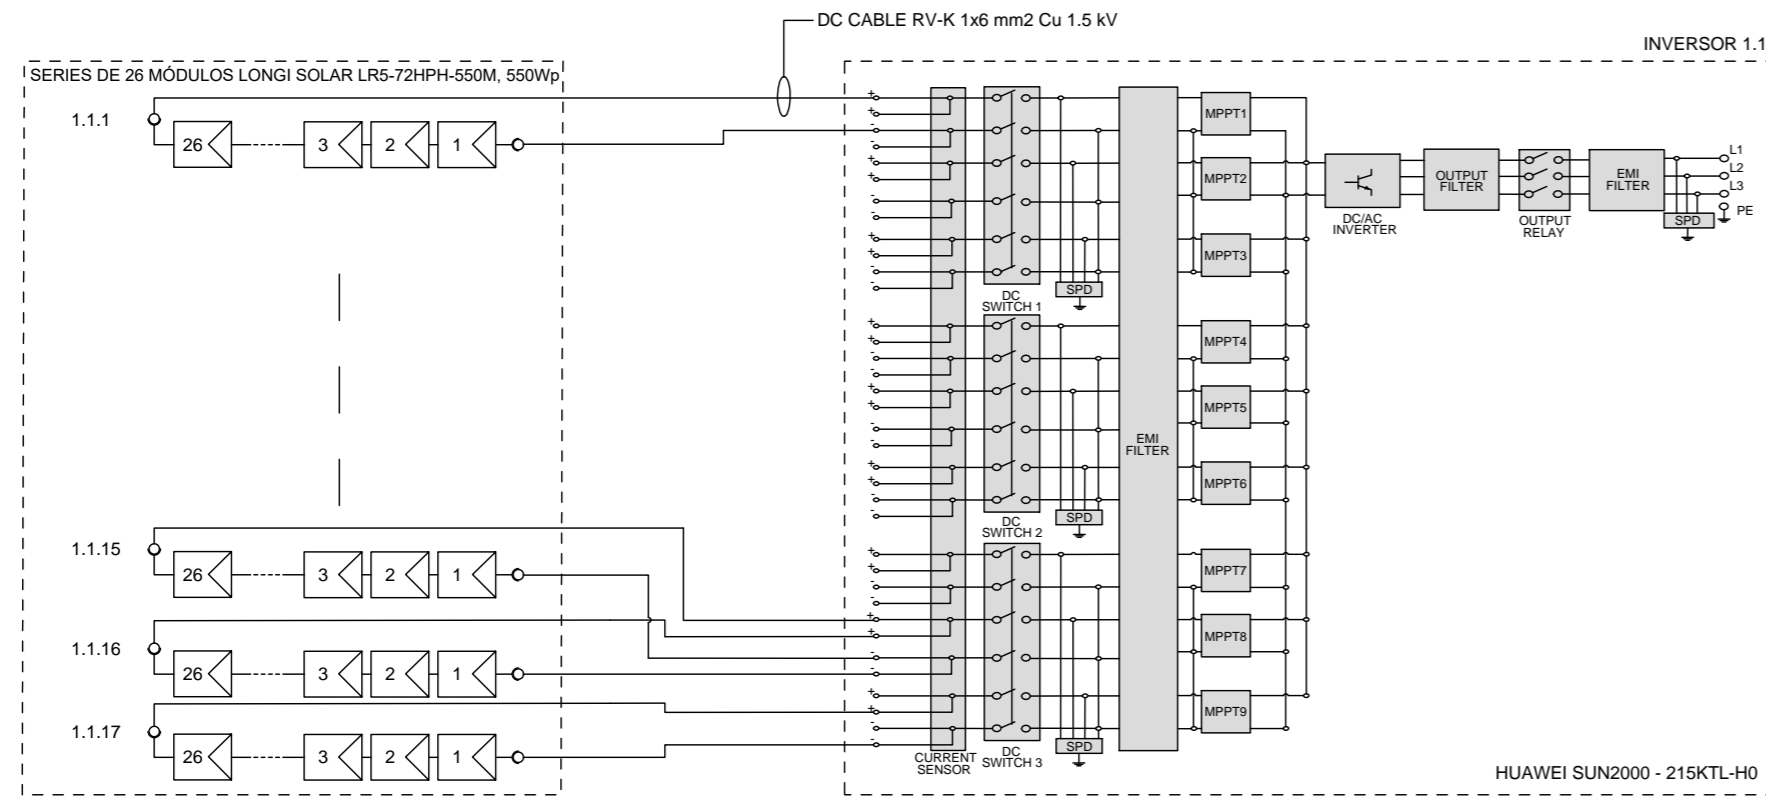 DC CABLE RV-K 1x6 mm2 Cu 1.5 kV
INVERSOR 1.1
SERIES DE 26 MÓDULOS LONGI SOLAR LR5-72HPH-550M, 550Wp
1.1.1
26 3 2 1
1.1.15
26 3 2 1
1.1.16
26 3 2 1
1.1.17
26 3 2 1
+
+
-
-
+
+
-
-
+
+
-
-
+
+
-
-
+
+
-
-
+
+
-
-
+
+
-
-
+
+
-
-
+
+
-
-
CURRENT
SENSOR
DC
SWITCH 1
SPD
DC
SWITCH 2
SPD
DC
SWITCH 3
SPD
EMI
FILTER
MPPT1
MPPT2
MPPT3
MPPT4
MPPT5
MPPT6
MPPT7
MPPT8
MPPT9
DC/AC
INVERTER
OUTPUT
FILTER
OUTPUT
RELAY
EMI
FILTER
SPD
L1
L2
L3
PE
HUAWEI SUN2000 - 215KTL-H0